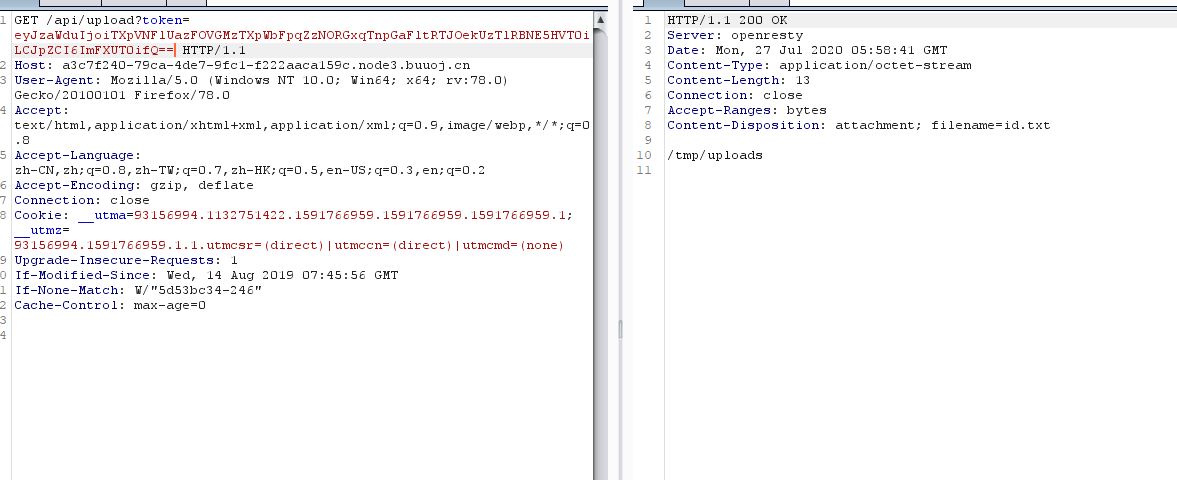 1 GET /api/upload?token=
eyJzaWduIjoiTXpVNFlUazFOVGMzTXpWbFpqZzNORGxqTnpGaFltRTJOekUzTlRBNE5HVTOi
LCJpZCI6ImFXUT0ifQ== HTTP/1.1
2 Host: a3c7f240-79ca-4de7-9fc1-f222aaca159c.node3.buuoj.cn
3 User-Agent: Mozilla/5.0 (Windows NT 10.0; Win64; x64; rv:78.0)
Gecko/20100101 Firefox/78.0
4 Accept:
text/html,application/xhtml+xml,application/xml;q=0.9,image/webp,*/*;q=0
.8
5 Accept-Language:
zh-CN,zh;q=0.8,zh-TW;q=0.7,zh-HK;q=0.5,en-US;q=0.3,en;q=0.2
6 Accept-Encoding: gzip, deflate
7 Connection: close
8 Cookie: __utma=93156994.1132751422.1591766959.1591766959.1591766959.1;
__utmz=
93156994.1591766959.1.1.utmcsr=(direct)|utmccn=(direct)|utmcmd=(none)
9 Upgrade-Insecure-Requests: 1
0 If-Modified-Since: Wed, 14 Aug 2019 07:45:56 GMT
1 If-None-Match: W/"5d53bc34-246"
2 Cache-Control: max-age=0
3
4
1 HTTP/1.1 200 OK
2 Server: openresty
3 Date: Mon, 27 Jul 2020 05:58:41 GMT
4 Content-Type: application/octet-stream
5 Content-Length: 13
6 Connection: close
7 Accept-Ranges: bytes
8 Content-Disposition: attachment; filename=id.txt
9
10 /tmp/uploads
11